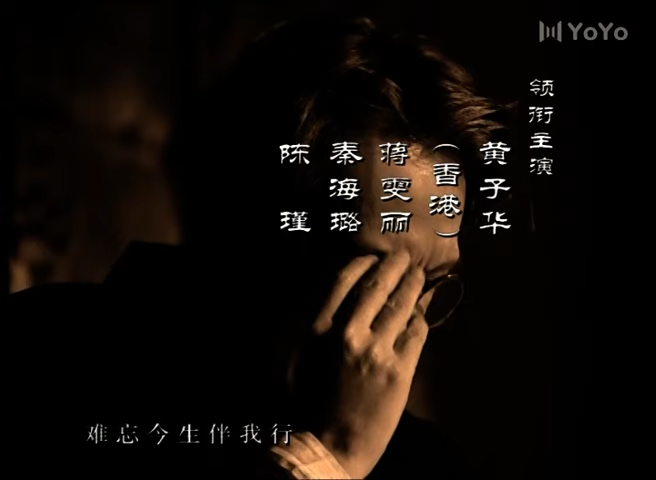 YoYo
领衔主演
黄子华
（香港）
蒋雯丽
秦海璐
陈瑾
难忘今生伴我行